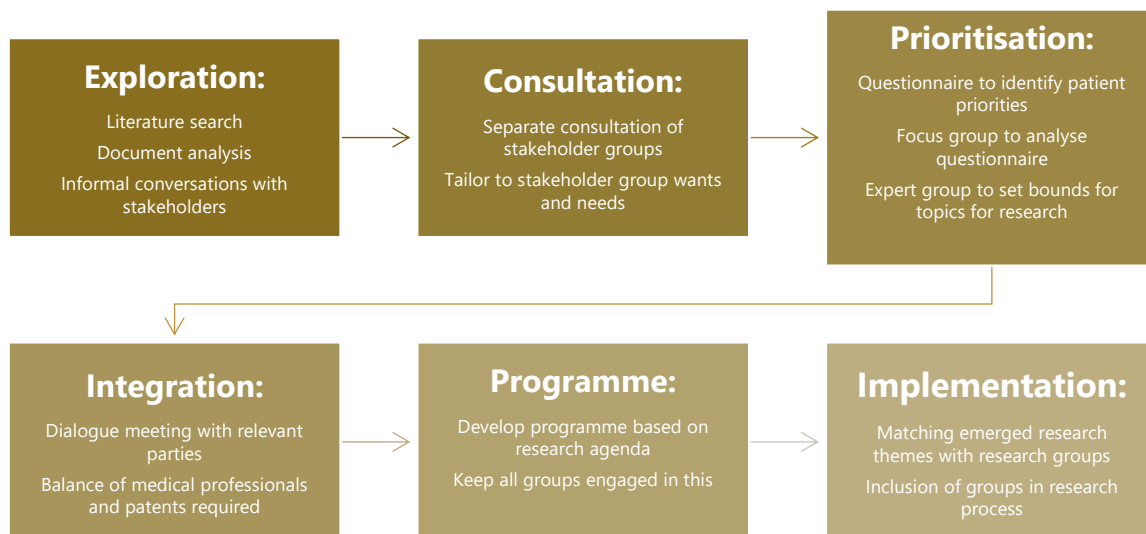 Exploration:
Literature search
Document analysis
Informal conversations with
stakeholders
Consultation:
Separate consultation of
stakeholder groups
Tailor to stakeholder group wants
and needs
Prioritisation:
Questionnaire to identify patient
priorities
Focus group to analyse
questionnaire
Expert group to set bounds for
topics for research
Integration:
Dialogue meeting with relevant
parties
Balance of medical professionals
and patents required
Programme:
Develop programme based on
research agenda
Keep all groups engaged in this
Implementation:
Matching emerged research
themes with research groups
Inclusion of groups in research
process